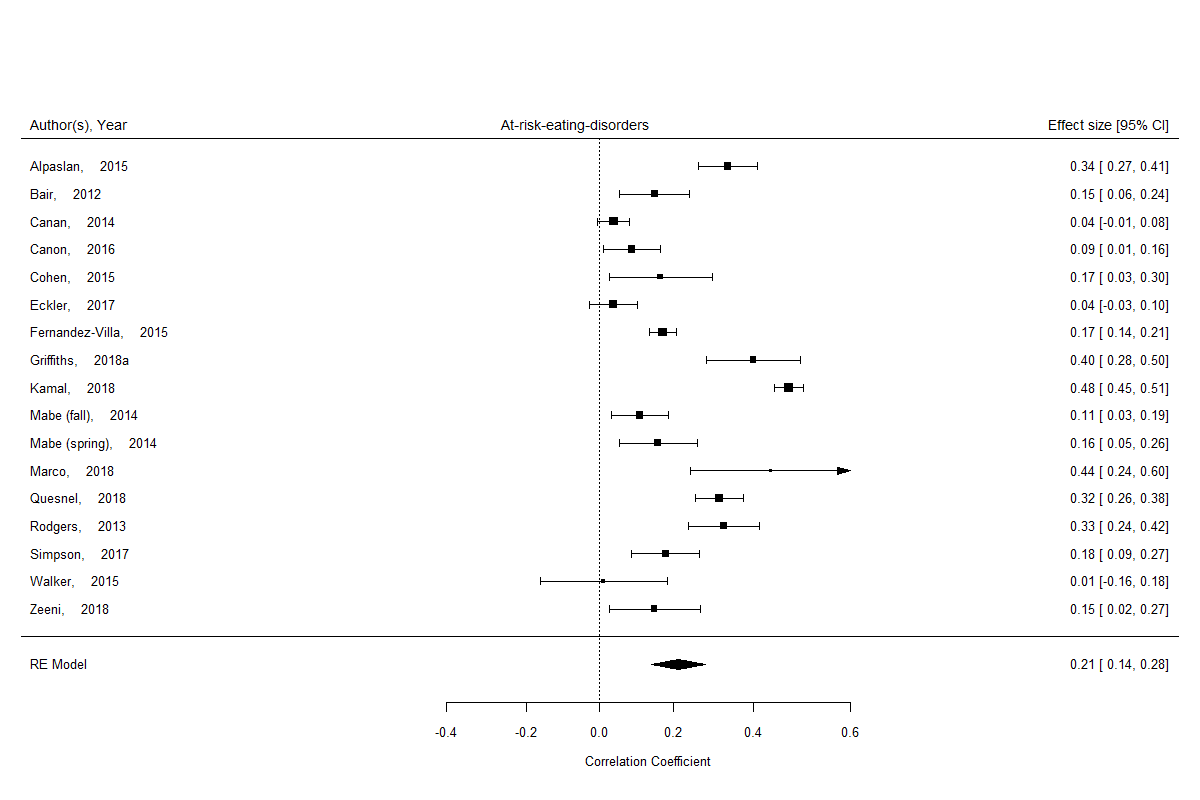 Author(s), Year At-risk-eating-disorders Effect size [95% CI]
Alpaslan, 2015 0.34 [ 0.27, 0.41]
Bair, 2012 0.15 [ 0.06, 0.24]
Canan, 2014 0.04 [-0.01, 0.08]
Canon, 2016 0.09 [ 0.01, 0.16]
Cohen, 2015 0.17 [ 0.03, 0.30]
Eckler, 2017 0.04 [-0.03, 0.10]
Fernandez-Villa, 2015 0.17 [ 0.14, 0.21]
Griffiths, 2018a 0.40 [ 0.28, 0.50]
Kamal, 2018 0.48 [ 0.45, 0.51]
Mabe (fall), 2014 0.11 [ 0.03, 0.19]
Mabe (spring), 2014 0.16 [ 0.05, 0.26]
Marco, 2018 0.44 [ 0.24, 0.60]
Quesnel, 2018 0.32 [ 0.26, 0.38]
Rodgers, 2013 0.33 [ 0.24, 0.42]
Simpson, 2017 0.18 [ 0.09, 0.27]
Walker, 2015 0.01 [-0.16, 0.18]
Zeeni, 2018 0.15 [ 0.02, 0.27]
RE Model 0.21 [ 0.14, 0.28]
-0.4 -0.2 0.0 0.2 0.4 0.6
Correlation Coefficient